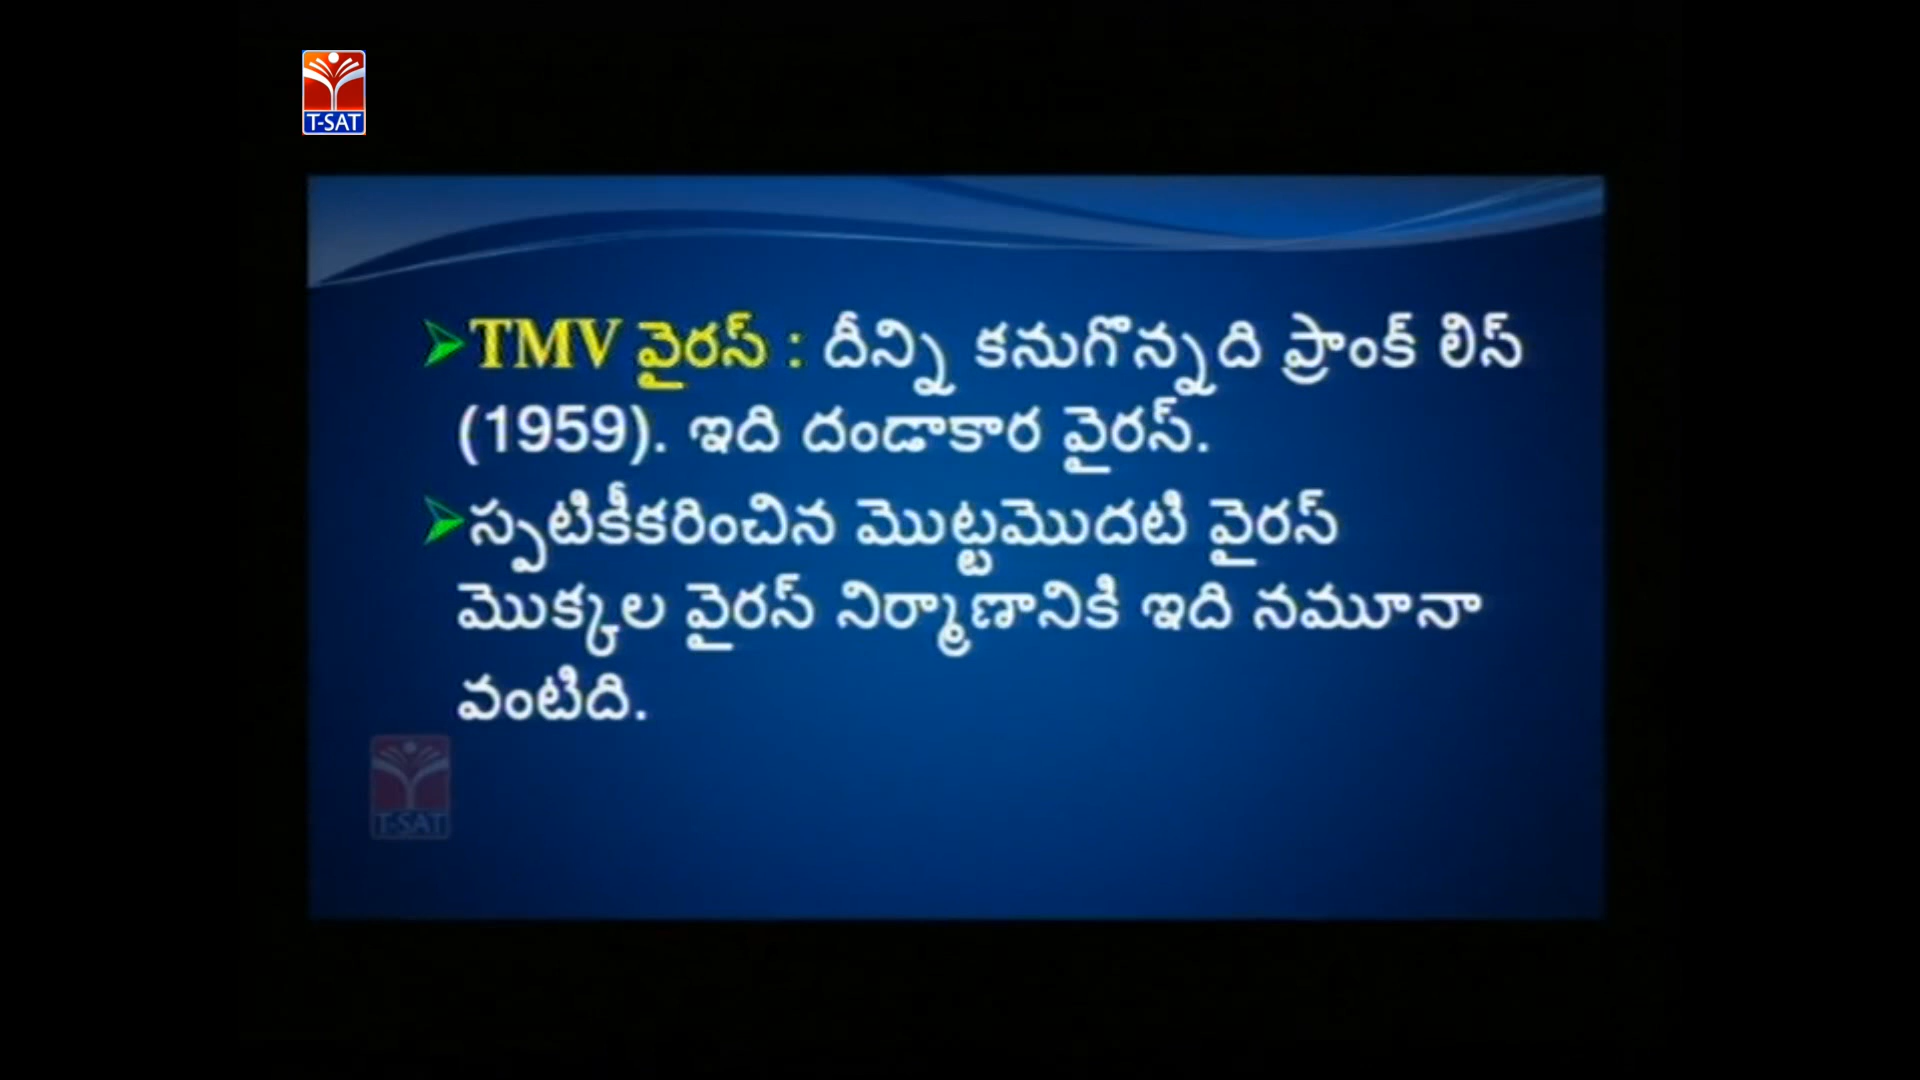 T-SAT
TMV వైరస్ : దీన్ని కనుగొన్నది ఫ్రాంక్ లిస్
(1959). ఇది దండాకార వైరస్.
స్పటికీకరించిన మొట్టమొదటి వైరస్
మొక్కల వైరస్ నిర్మాణానికి ఇది నమూనా
వంటిది.
T-SAT